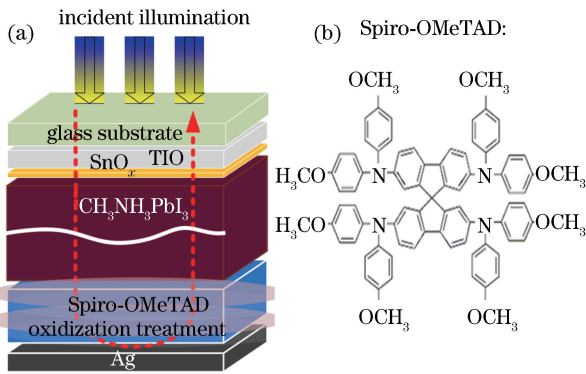 (a)
incident illumination
glass substrate
SnOₓ TIO
CH₃NH₃PbI₃
Spiro-OMeTAD
oxidization treatment
Ag
(b) Spiro-OMeTAD:
OCH₃ OCH₃
H₃CO N N OCH₃
H₃CO N N OCH₃
OCH₃ OCH₃